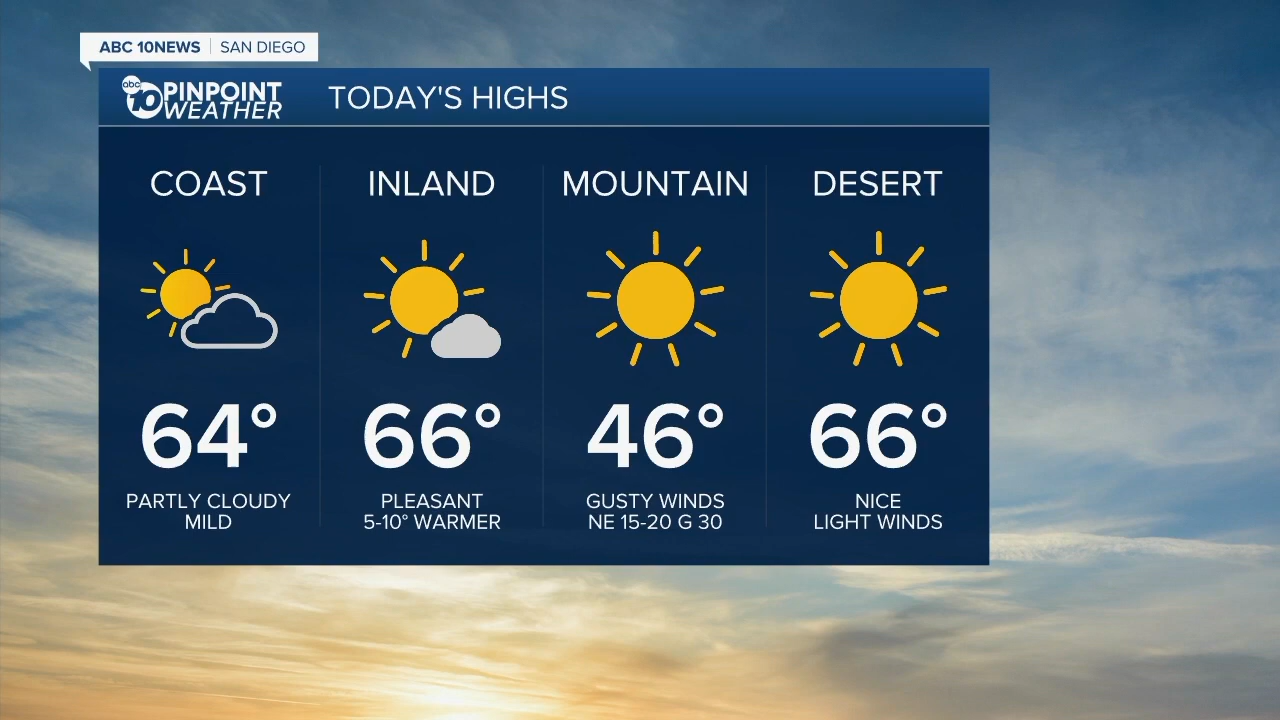 ABC 10NEWS | SAN DIEGO
abc 10 PINPOINT WEATHER
TODAY'S HIGHS
COAST
64°
PARTLY CLOUDY
MILD
INLAND
66°
PLEASANT
5-10° WARMER
MOUNTAIN
46°
GUSTY WINDS
NE 15-20 G 30
DESERT
66°
NICE
LIGHT WINDS